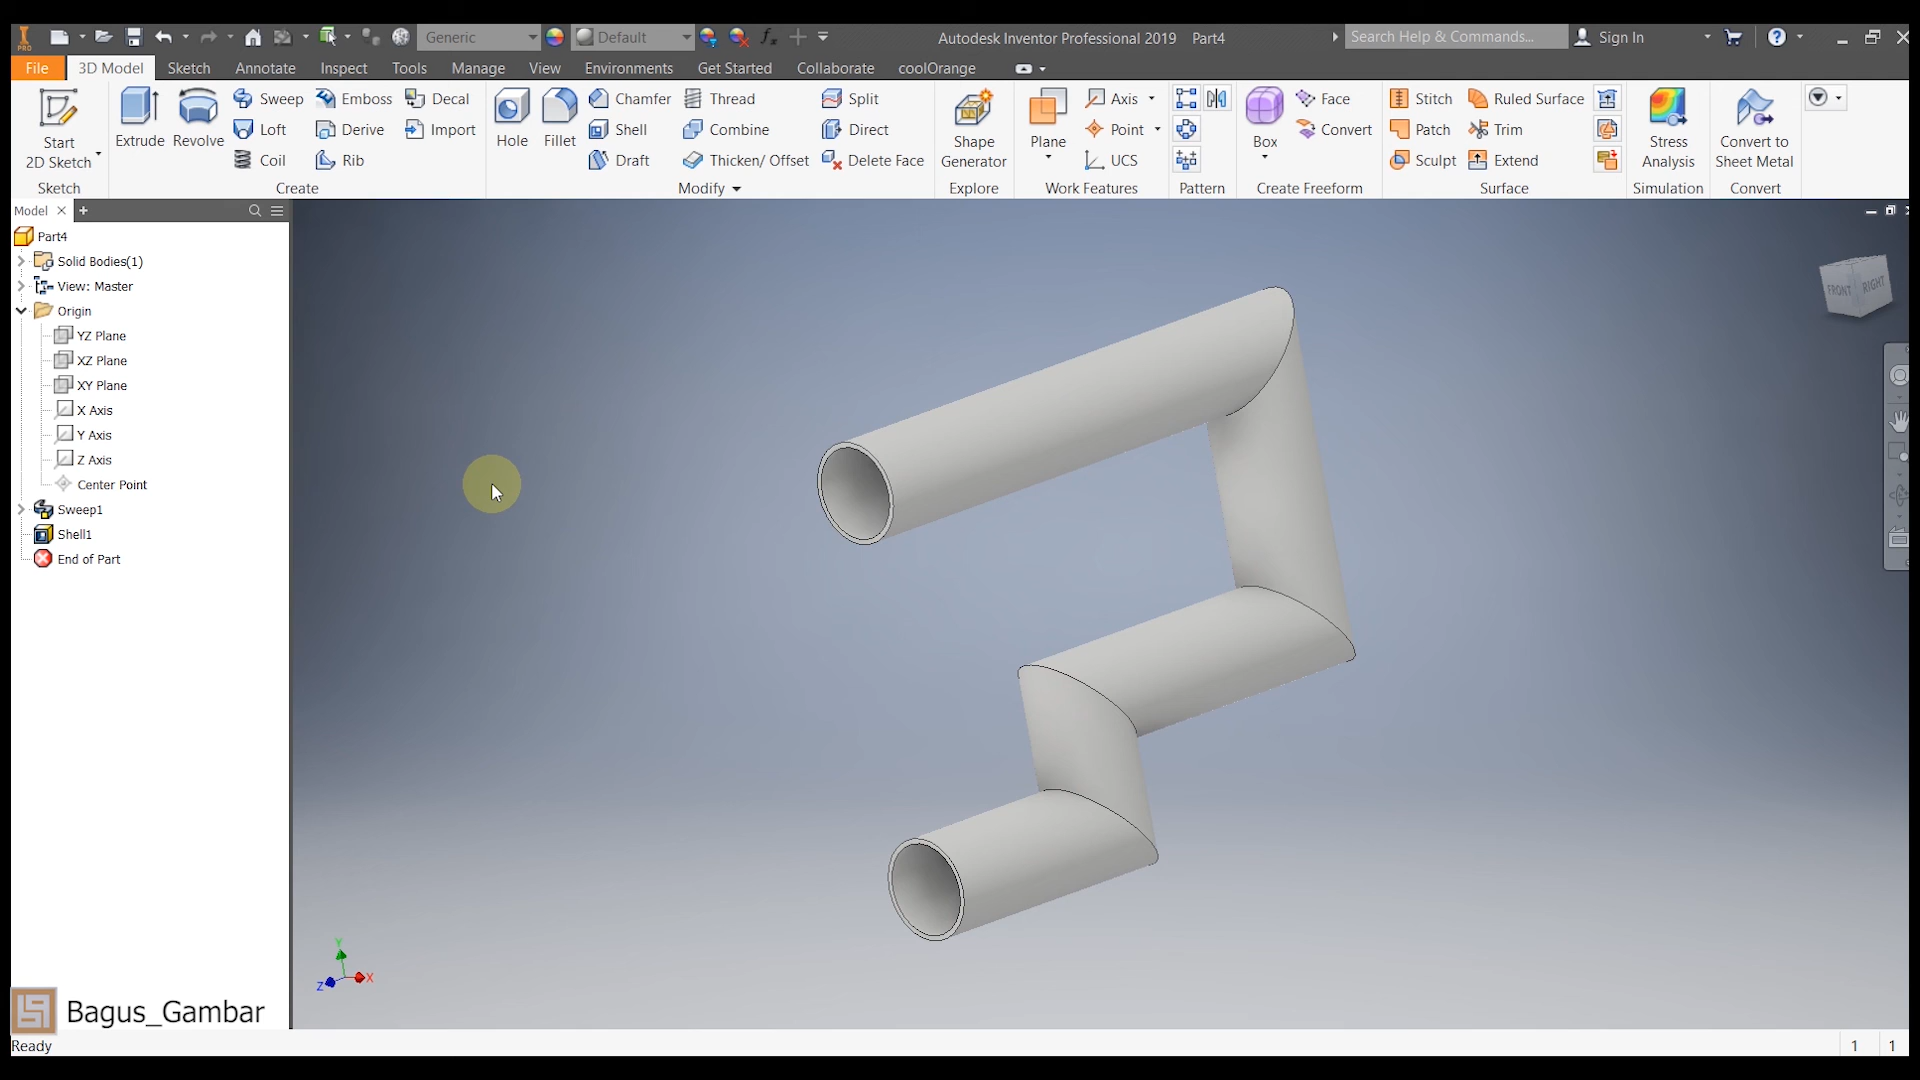 PRO Generic Default Autodesk Inventor Professional 2019 Part4 Search Help & Commands... Sign In
File 3D Model Sketch Annotate Inspect Tools Manage View Environments Get Started Collaborate coolOrange
Start 2D Sketch
Extrude Revolve Sweep Emboss Decal
Loft Derive Import
Coil Rib
Hole Fillet Chamfer Thread Split
Shell Combine Direct
Draft Thicken/ Offset Delete Face
Shape Generator
Plane Axis
Point
UCS
Box Face
Convert
Stitch Ruled Surface
Patch Trim
Sculpt Extend
Stress Analysis
Convert to Sheet Metal
Sketch Create Modify Explore Work Features Pattern Create Freeform Surface Simulation Convert
Model
Part4
Solid Bodies(1)
View: Master
Origin
YZ Plane
XZ Plane
XY Plane
X Axis
Y Axis
Z Axis
Center Point
Sweep1
Shell1
End of Part
FRONT RIGHT
Y
Z X
Bagus_Gambar
Ready 1 1